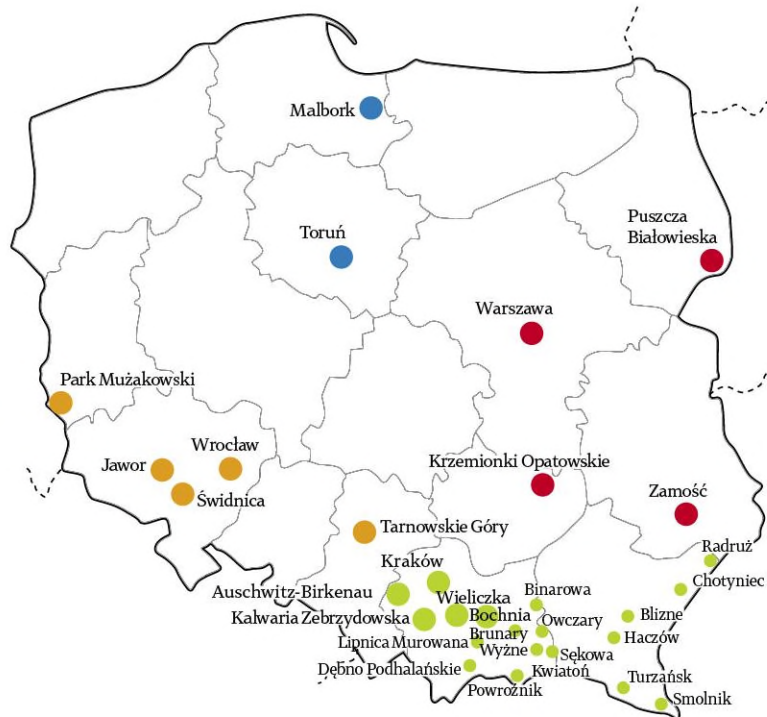 Malbork
Toruń
Puszcza
Białowieska
Warszawa
Park Mużakowski
Wrocław
Jawor
Świdnica
Krzemionki Opatowskie
Zamość
Tarnowskie Góry
Radruż
Kraków
Chotyniec
Auschwitz-Birkenau
Wieliczka
Binarowa
Kalwaria Zebrzydowska
Bochnia
Owczary
Blizne
Brunary
Haczów
Lipnica Murowana
Wyżne
Sękowa
Dębno Podhalańskie
Kwiatoń
Powroźnik
Turzańsk
Smolnik